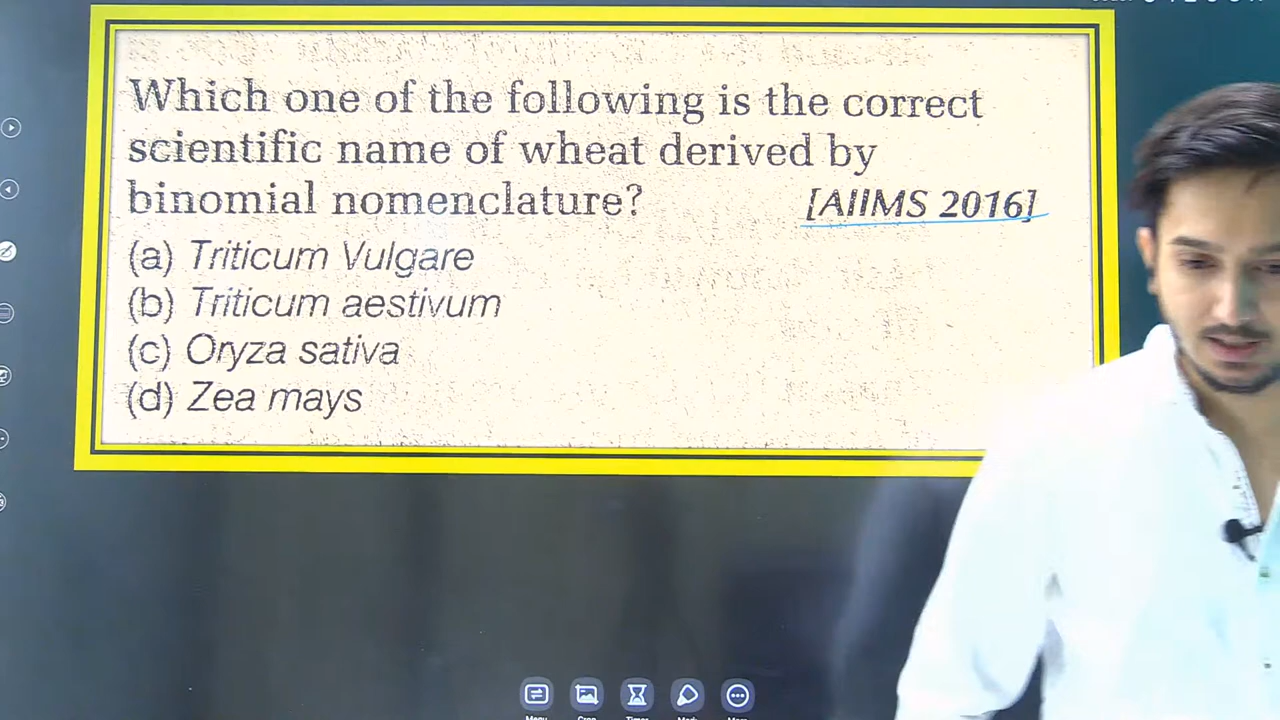 Which one of the following is the correct
scientific name of wheat derived by
binomial nomenclature? [AIIMS 2016]
(a) Triticum Vulgare
(b) Triticum aestivum
(c) Oryza sativa
(d) Zea mays